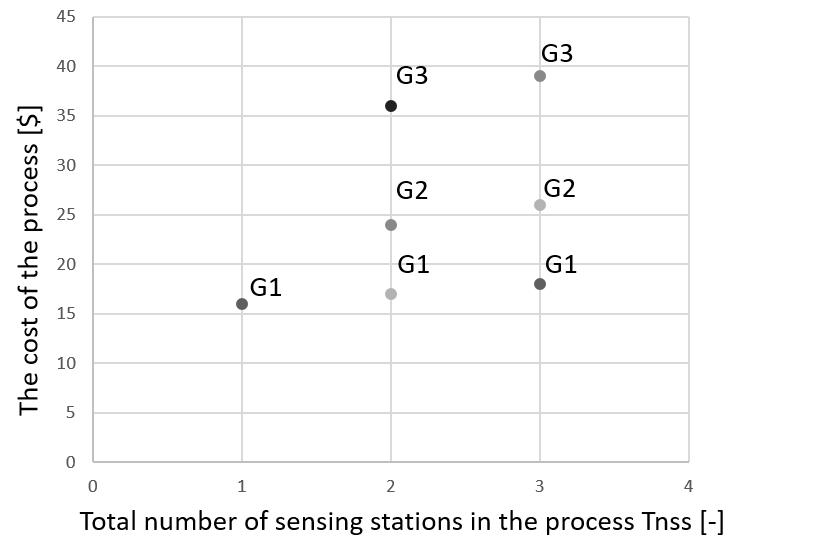 45
40
35
30
25
20
15
10
5
0
The cost of the process [$]
G3
G3
G2
G2
G1
G1
G1
0 1 2 3 4
Total number of sensing stations in the process Tnss [-]